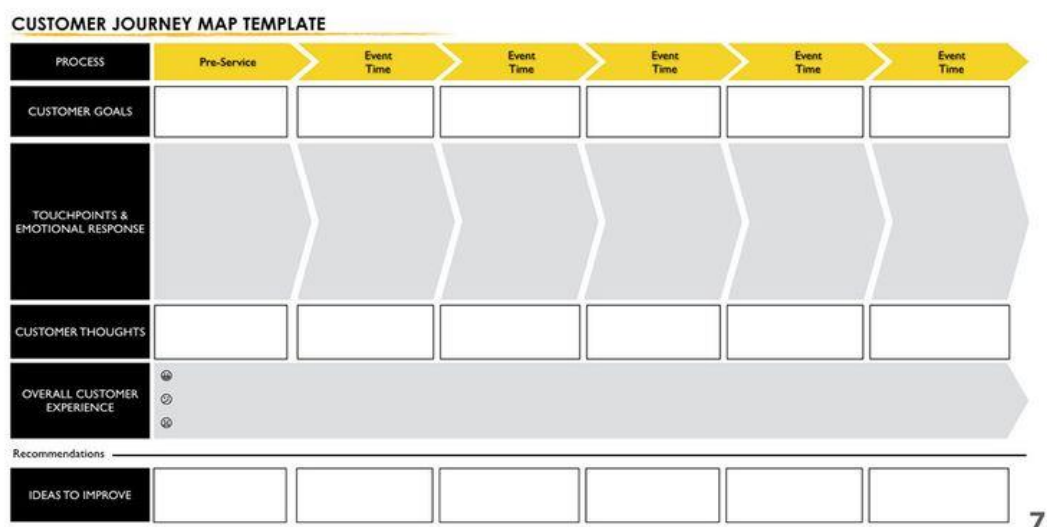 CUSTOMER JOURNEY MAP TEMPLATE
PROCESS
Pre-Service
Event
Time
Event
Time
Event
Time
Event
Time
Event
Time
CUSTOMER GOALS
TOUCHPOINTS &
EMOTIONAL RESPONSE
CUSTOMER THOUGHTS
OVERALL CUSTOMER
EXPERIENCE
Recommendations
IDEAS TO IMPROVE
7